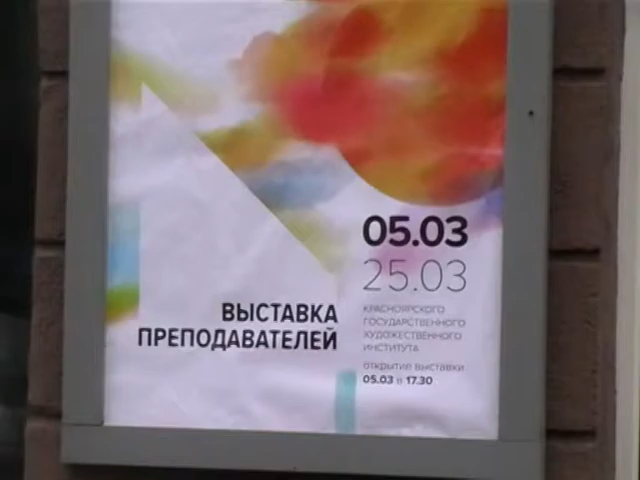 05.03
25.03
ВЫСТАВКА
ПРЕПОДАВАТЕЛЕЙ
КРАСНОЯРСКОГО
ГОСУДАРСТВЕННОГО
ХУДОЖЕСТВЕННОГО
ИНСТИТУТА
открытие выставки
05.03 в 17.30